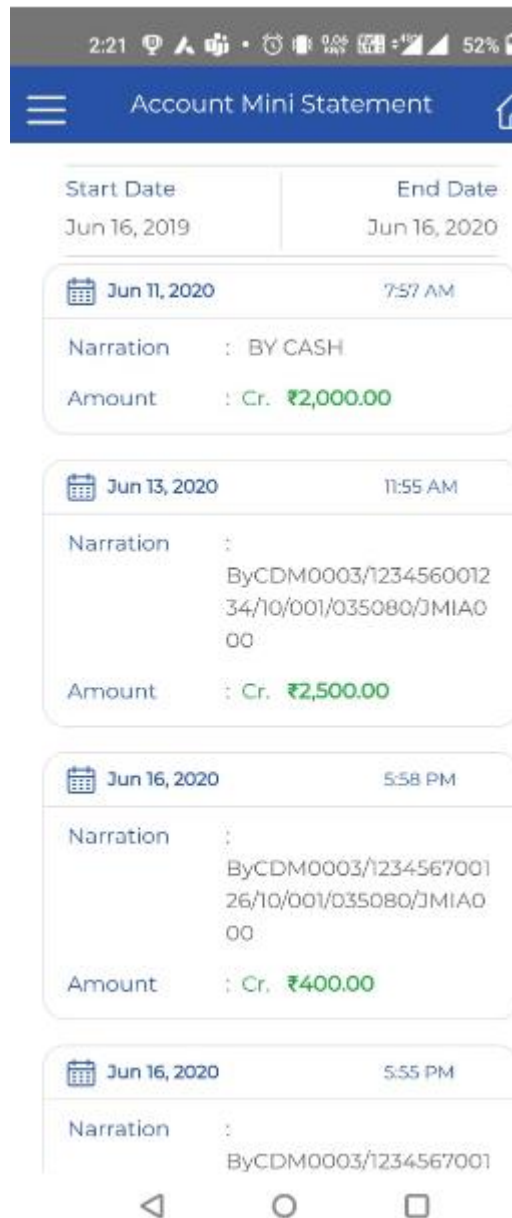 2:21 52%
Account Mini Statement
Start Date End Date
Jun 16, 2019 Jun 16, 2020
Jun 11, 2020 7:57 AM
Narration : BY CASH
Amount : Cr. ₹2,000.00
Jun 13, 2020 11:55 AM
Narration :
ByCDM0003/1234560012
34/10/001/035080/JMIA0
00
Amount : Cr. ₹2,500.00
Jun 16, 2020 5:58 PM
Narration :
ByCDM0003/1234567001
26/10/001/035080/JMIA0
00
Amount : Cr. ₹400.00
Jun 16, 2020 5:55 PM
Narration :
ByCDM0003/1234567001